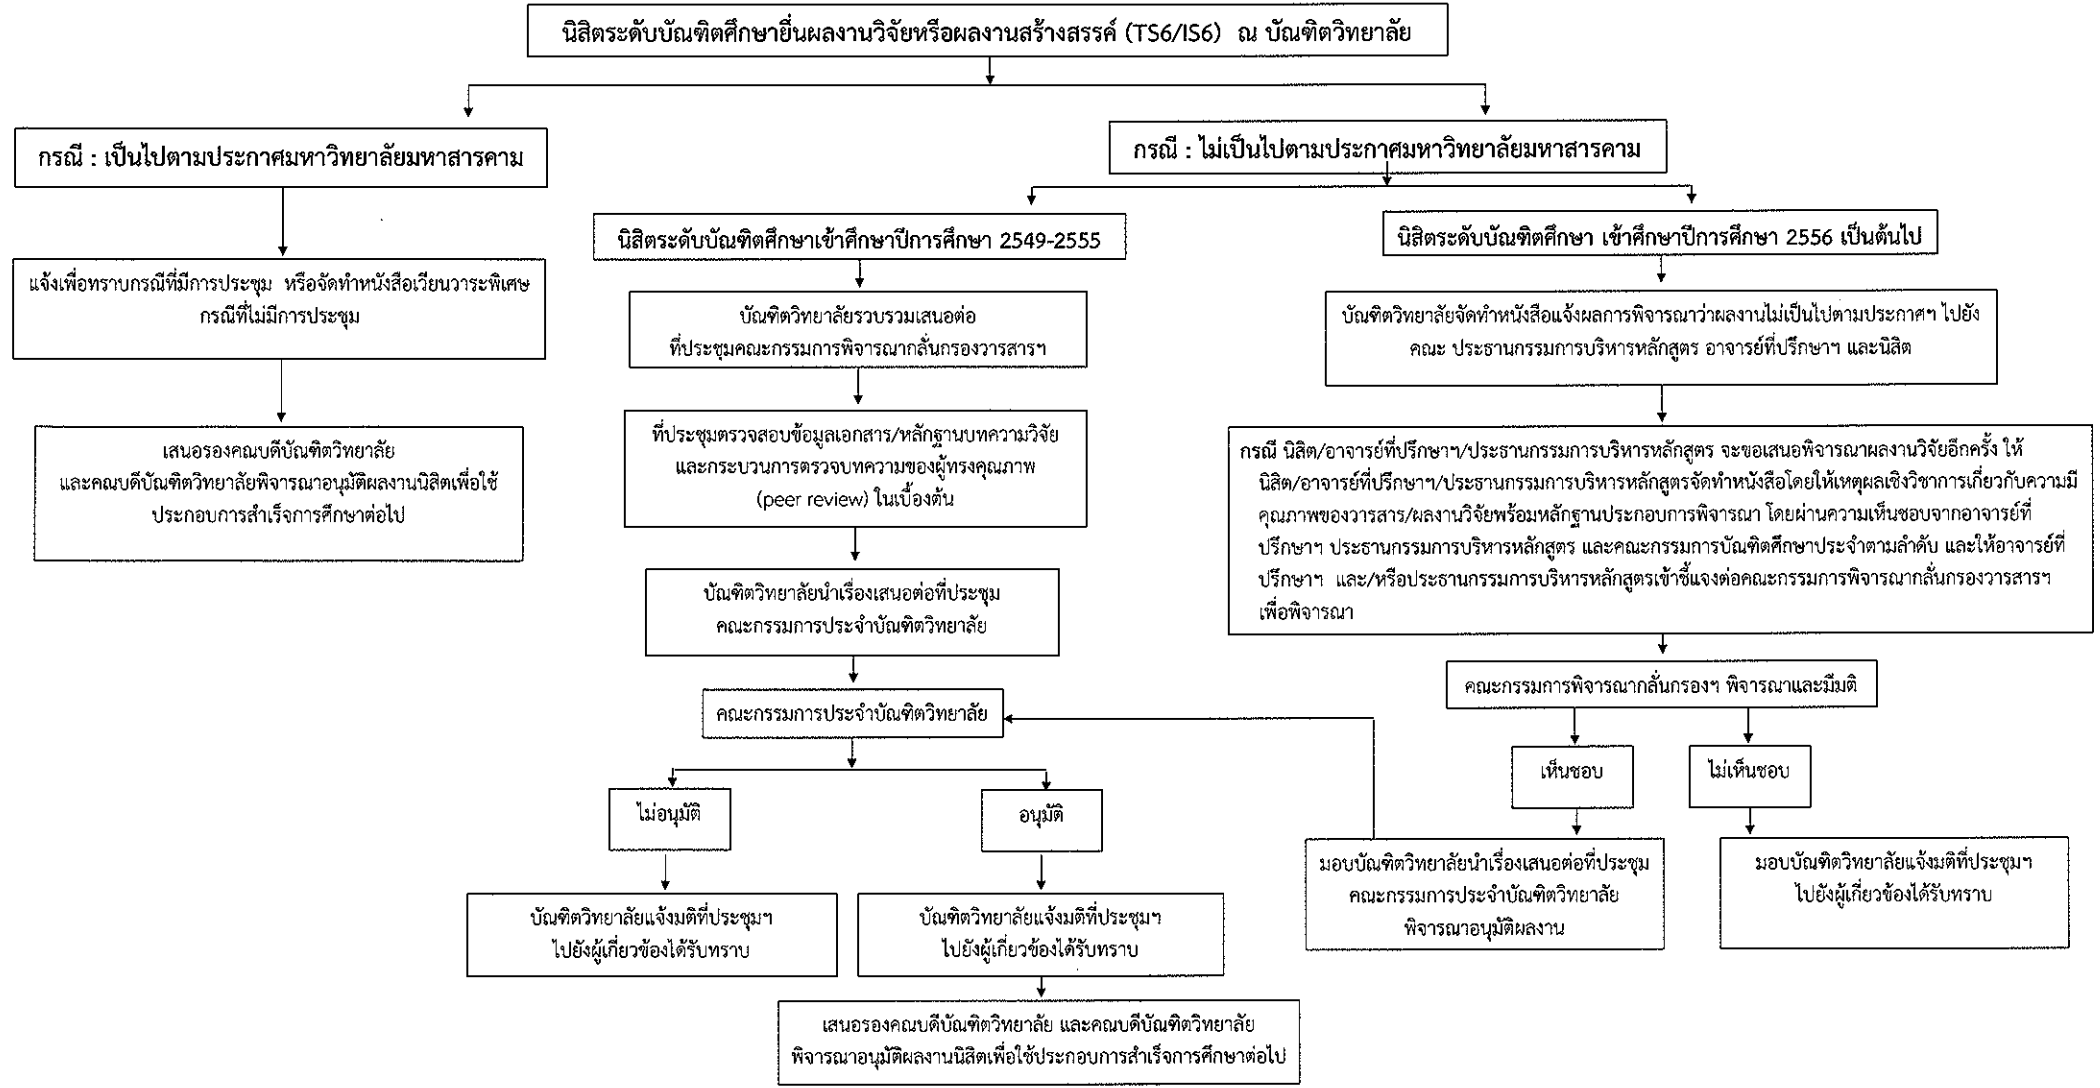 นิสิตระดับบัณฑิตศึกษายื่นผลงานวิจัยหรือผลงานสร้างสรรค์ (TS6/IS6) ณ บัณฑิตวิทยาลัย
กรณี : เป็นไปตามประกาศมหาวิทยาลัยมหาสารคาม
แจ้งเพื่อทราบกรณีที่มีการประชุม หรือจัดทำหนังสือเวียนวาระพิเศษ
กรณีที่ไม่มีการประชุม
เสนอรองคณบดีบัณฑิตวิทยาลัย
และคณบดีบัณฑิตวิทยาลัยพิจารณาอนุมัติผลงานนิสิตเพื่อใช้
ประกอบการสำเร็จการศึกษาต่อไป
กรณี : ไม่เป็นไปตามประกาศมหาวิทยาลัยมหาสารคาม
นิสิตระดับบัณฑิตศึกษาเข้าศึกษาปีการศึกษา 2549-2555
บัณฑิตวิทยาลัยรวบรวมเสนอต่อ
ที่ประชุมคณะกรรมการพิจารณากลั่นกรองวารสารฯ
ที่ประชุมตรวจสอบข้อมูลเอกสาร/หลักฐานบทความวิจัย
และกระบวนการตรวจบทความของผู้ทรงคุณภาพ
(peer review) ในเบื้องต้น
บัณฑิตวิทยาลัยนำเรื่องเสนอต่อที่ประชุม
คณะกรรมการประจำบัณฑิตวิทยาลัย
คณะกรรมการประจำบัณฑิตวิทยาลัย
ไม่อนุมัติ
บัณฑิตวิทยาลัยแจ้งมติที่ประชุมฯ
ไปยังผู้เกี่ยวข้องได้รับทราบ
อนุมัติ
บัณฑิตวิทยาลัยแจ้งมติที่ประชุมฯ
ไปยังผู้เกี่ยวข้องได้รับทราบ
เสนอรองคณบดีบัณฑิตวิทยาลัย และคณบดีบัณฑิตวิทยาลัย
พิจารณาอนุมัติผลงานนิสิตเพื่อใช้ประกอบการสำเร็จการศึกษาต่อไป
นิสิตระดับบัณฑิตศึกษา เข้าศึกษาปีการศึกษา 2556 เป็นต้นไป
บัณฑิตวิทยาลัยจัดทำหนังสือแจ้งผลการพิจารณาว่าผลงานไม่เป็นไปตามประกาศฯ ไปยัง
คณะ ประธานกรรมการบริหารหลักสูตร อาจารย์ที่ปรึกษาฯ และนิสิต
กรณี นิสิต/อาจารย์ที่ปรึกษาฯ/ประธานกรรมการบริหารหลักสูตร จะขอเสนอพิจารณาผลงานวิจัยอีกครั้ง ให้
นิสิต/อาจารย์ที่ปรึกษาฯ/ประธานกรรมการบริหารหลักสูตรจัดทำหนังสือโดยให้เหตุผลเชิงวิชาการเกี่ยวกับความมี
คุณภาพของวารสาร/ผลงานวิจัยพร้อมหลักฐานประกอบการพิจารณา โดยผ่านความเห็นชอบจากอาจารย์ที่
ปรึกษาฯ ประธานกรรมการบริหารหลักสูตร และคณะกรรมการบัณฑิตศึกษาประจำตามลำดับ และให้อาจารย์ที่
ปรึกษาฯ และ/หรือประธานกรรมการบริหารหลักสูตรเข้าชี้แจงต่อคณะกรรมการพิจารณากลั่นกรองวารสารฯ
เพื่อพิจารณา
คณะกรรมการพิจารณากลั่นกรองฯ พิจารณาและมีมติ
เห็นชอบ
มอบบัณฑิตวิทยาลัยนำเรื่องเสนอต่อที่ประชุม
คณะกรรมการประจำบัณฑิตวิทยาลัย
พิจารณาอนุมัติผลงาน
ไม่เห็นชอบ
มอบบัณฑิตวิทยาลัยแจ้งมติที่ประชุมฯ
ไปยังผู้เกี่ยวข้องได้รับทราบ